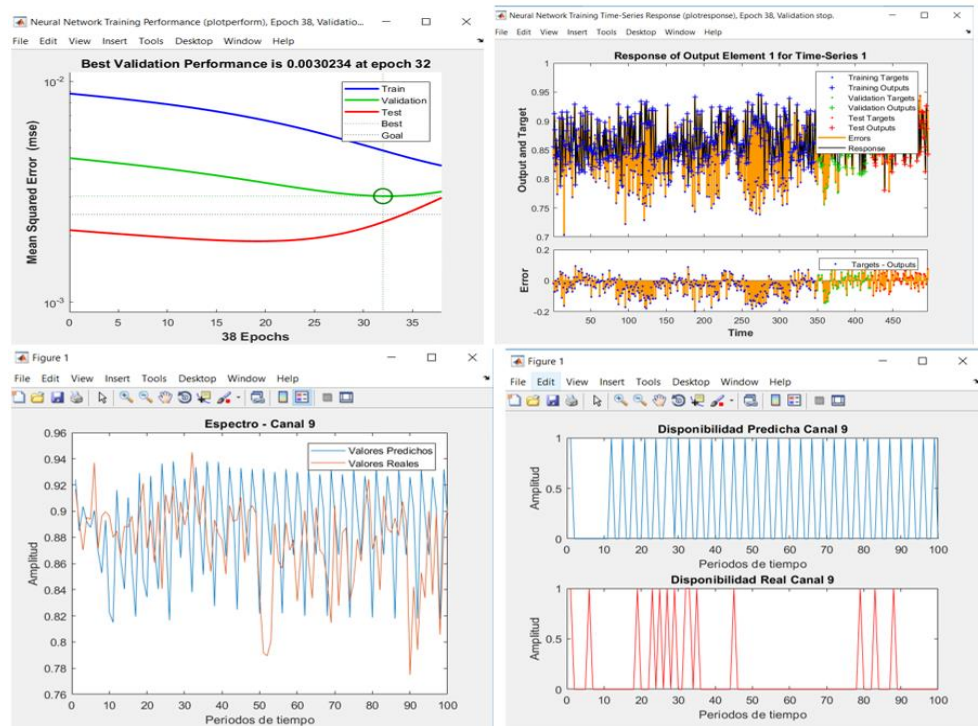 Neural Network Training Performance (plotperform), Epoch 38, Validatio...
File Edit View Insert Tools Desktop Window Help
Best Validation Performance is 0.0030234 at epoch 32
10^-2
10^-3
Mean Squared Error (mse)
Train
Validation
Test
Best
Goal
0 5 10 15 20 25 30 35
38 Epochs
Neural Network Training Time-Series Response (plotresponse), Epoch 38, Validation stop.
File Edit View Insert Tools Desktop Window Help
Response of Output Element 1 for Time-Series 1
1
0.95
0.9
0.85
0.8
0.75
0.7
Output and Target
Training Targets
Training Outputs
Validation Targets
Validation Outputs
Test Targets
Test Outputs
Errors
Response
0.2
0
-0.2
Error
Targets - Outputs
50 100 150 200 250 300 350 400 450
Time
Figure 1
File Edit View Insert Tools Desktop Window Help
Espectro - Canal 9
0.96
0.94
0.92
0.9
0.88
0.86
0.84
0.82
0.8
0.78
0.76
Amplitud
Valores Predichos
Valores Reales
0 10 20 30 40 50 60 70 80 90 100
Periodos de tiempo
Figure 1
File Edit View Insert Tools Desktop Window Help
Disponibilidad Predicha Canal 9
1
0.5
0
Amplitud
0 10 20 30 40 50 60 70 80 90 100
Periodos de tiempo
Disponibilidad Real Canal 9
1
0.5
0
Amplitud
0 10 20 30 40 50 60 70 80 90 100
Periodos de tiempo